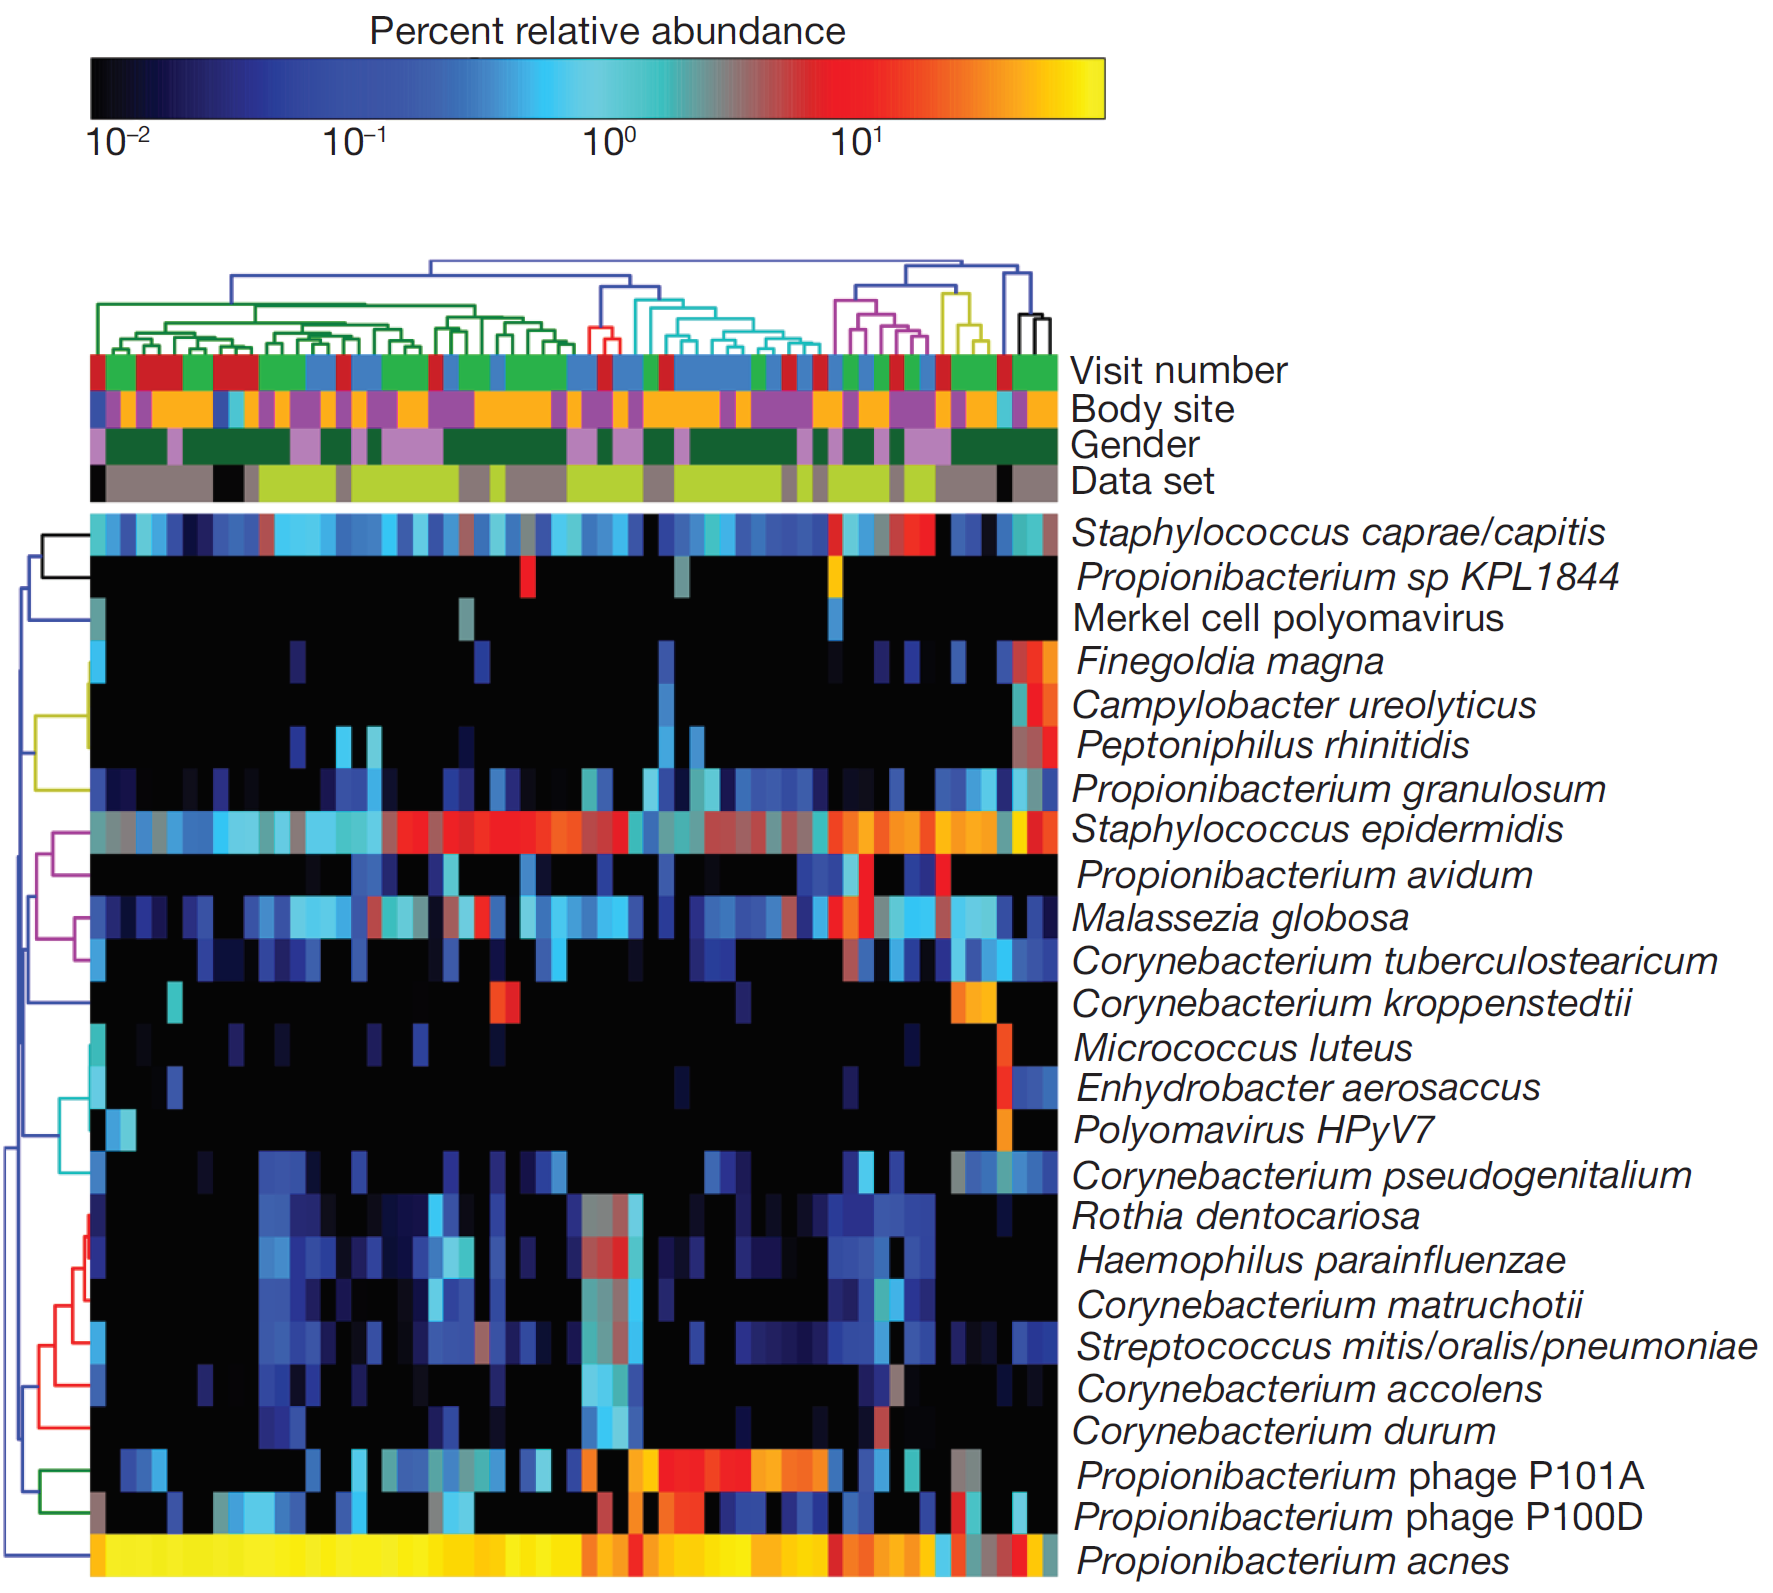 Percent relative abundance
10⁻² 10⁻¹ 10⁰ 10¹
Visit number
Body site
Gender
Data set
Staphylococcus caprae/capitis
Propionibacterium sp KPL1844
Merkel cell polyomavirus
Finegoldia magna
Campylobacter ureolyticus
Peptoniphilus rhinitidis
Propionibacterium granulosum
Staphylococcus epidermidis
Propionibacterium avidum
Malassezia globosa
Corynebacterium tuberculostearicum
Corynebacterium kroppenstedtii
Micrococcus luteus
Enhydrobacter aerosaccus
Polyomavirus HPyV7
Corynebacterium pseudogenitalium
Rothia dentocariosa
Haemophilus parainfluenzae
Corynebacterium matruchotii
Streptococcus mitis/oralis/pneumoniae
Corynebacterium accolens
Corynebacterium durum
Propionibacterium phage P101A
Propionibacterium phage P100D
Propionibacterium acnes